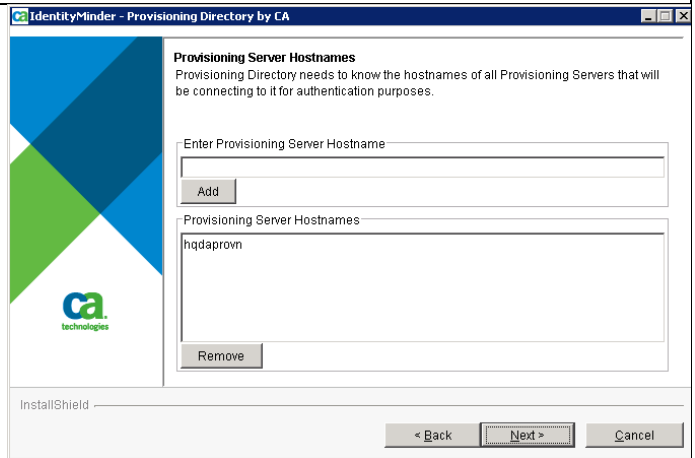 ca IdentityMinder - Provisioning Directory by CA
Provisioning Server Hostnames
Provisioning Directory needs to know the hostnames of all Provisioning Servers that will
be connecting to it for authentication purposes.
Enter Provisioning Server Hostname
Add
Provisioning Server Hostnames
hqdaprovn
Remove
ca
technologies
InstallShield
< Back
Next >
Cancel